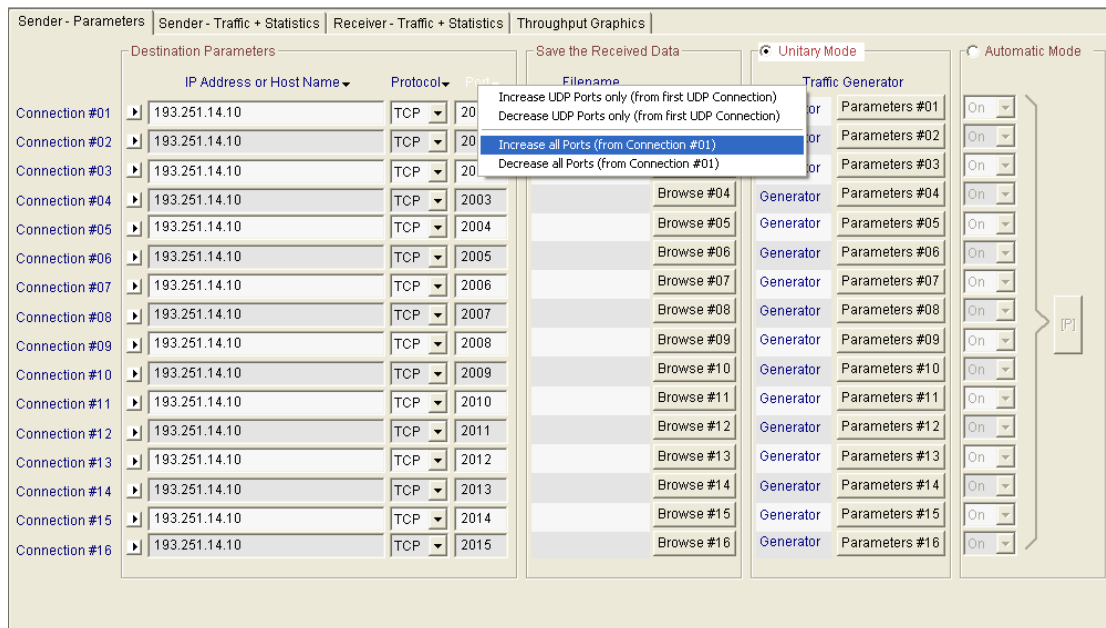 Sender - Parameters Sender - Traffic + Statistics Receiver - Traffic + Statistics Throughput Graphics
Destination Parameters Save the Received Data Unitary Mode Automatic Mode
IP Address or Host Name Protocol Port Filename Traffic Generator
Increase UDP Ports only (from first UDP Connection)
Decrease UDP Ports only (from first UDP Connection)
Increase all Ports (from Connection #01)
Decrease all Ports (from Connection #01)
Connection #01 193.251.14.10 TCP 20 or Parameters #01 On
Connection #02 193.251.14.10 TCP 20 Parameters #02 On
Connection #03 193.251.14.10 TCP 20 or Parameters #03 On
Connection #04 193.251.14.10 TCP 2003 Browse #04 Generator Parameters #04 On
Connection #05 193.251.14.10 TCP 2004 Browse #05 Generator Parameters #05 On
Connection #06 193.251.14.10 TCP 2005 Browse #06 Generator Parameters #06 On
Connection #07 193.251.14.10 TCP 2006 Browse #07 Generator Parameters #07 On
Connection #08 193.251.14.10 TCP 2007 Browse #08 Generator Parameters #08 On
[P]
Connection #09 193.251.14.10 TCP 2008 Browse #09 Generator Parameters #09 On
Connection #10 193.251.14.10 TCP 2009 Browse #10 Generator Parameters #10 On
Connection #11 193.251.14.10 TCP 2010 Browse #11 Generator Parameters #11 On
Connection #12 193.251.14.10 TCP 2011 Browse #12 Generator Parameters #12 On
Connection #13 193.251.14.10 TCP 2012 Browse #13 Generator Parameters #13 On
Connection #14 193.251.14.10 TCP 2013 Browse #14 Generator Parameters #14 On
Connection #15 193.251.14.10 TCP 2014 Browse #15 Generator Parameters #15 On
Connection #16 193.251.14.10 TCP 2015 Browse #16 Generator Parameters #16 On